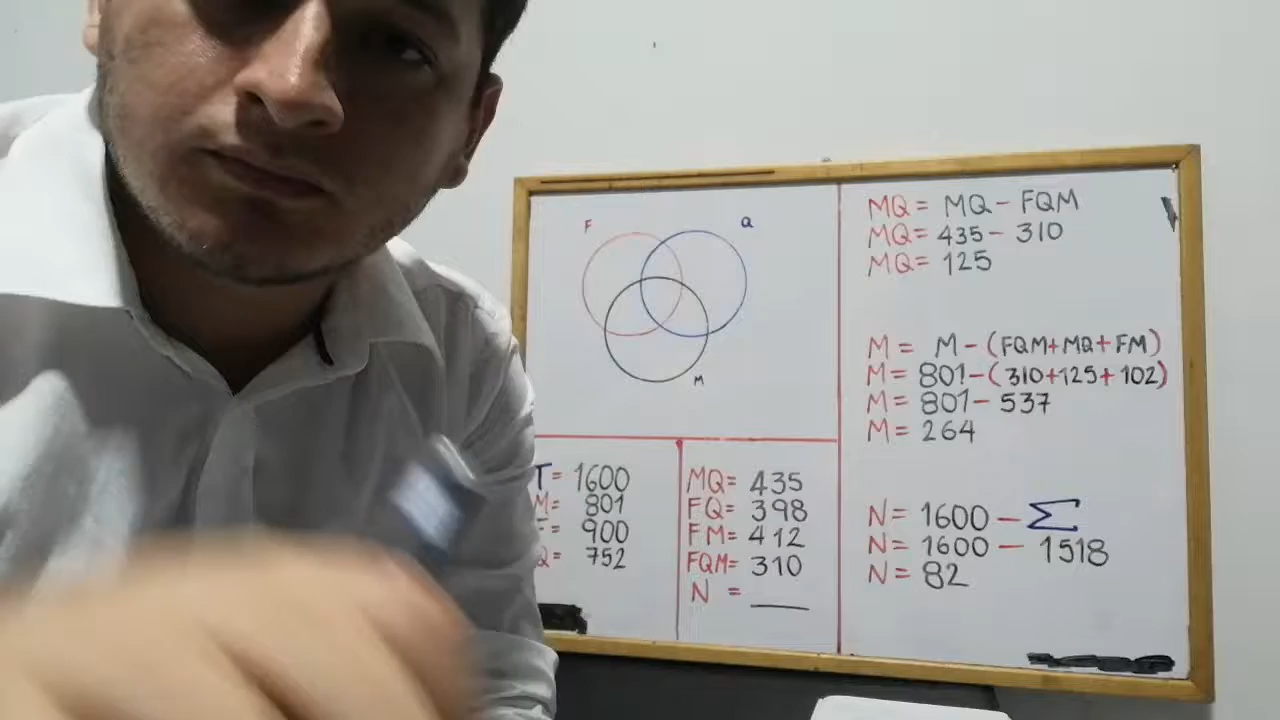 F
Q
M
T= 1600
M= 801
= 900
Q= 752
MQ= 435
FQ= 398
FM= 412
FQM= 310
N =
MQ= MQ- FQM
MQ= 435- 310
MQ= 125
M= M-(FQM+MQ+FM)
M= 801-(310+125+102)
M= 801- 537
M= 264
N= 1600 - Σ
N= 1600 - 1518
N= 82